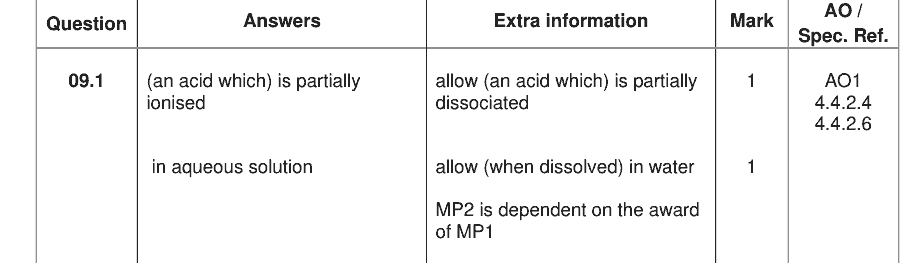 Question Answers Extra information Mark AO /
Spec. Ref.
09.1 (an acid which) is partially allow (an acid which) is partially 1 AO1
ionised dissociated 4.4.2.4
4.4.2.6
in aqueous solution allow (when dissolved) in water 1
MP2 is dependent on the award
of MP1